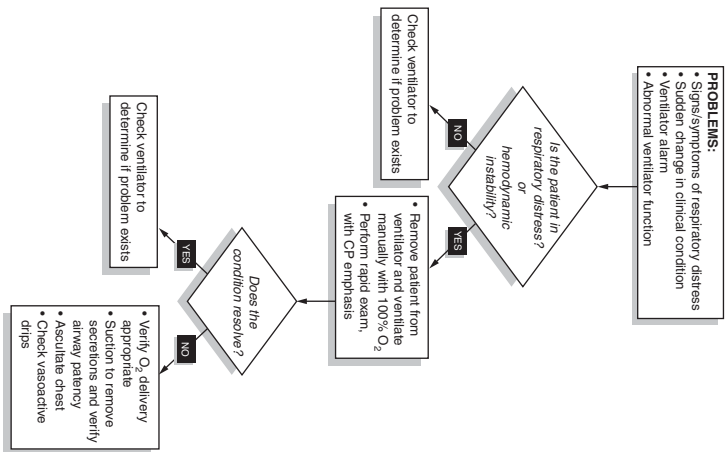 PROBLEMS:
• Signs/symptoms of respiratory distress
• Sudden change in clinical condition
• Ventilator alarm
• Abnormal ventilator function
Is the patient in
respiratory distress?
or
hemodynamic
instability?
NO
YES
Check ventilator to
determine if problem exists
• Remove patient from
ventilator and ventilate
manually with 100% O₂
• Perform rapid exam,
with CP emphasis
Does the
condition resolve?
YES
NO
Check ventilator to
determine if problem exists
• Verify O₂ delivery
appropriate
• Suction to remove
secretions and verify
airway patency
• Ascultate chest
• Check vasoactive
drips